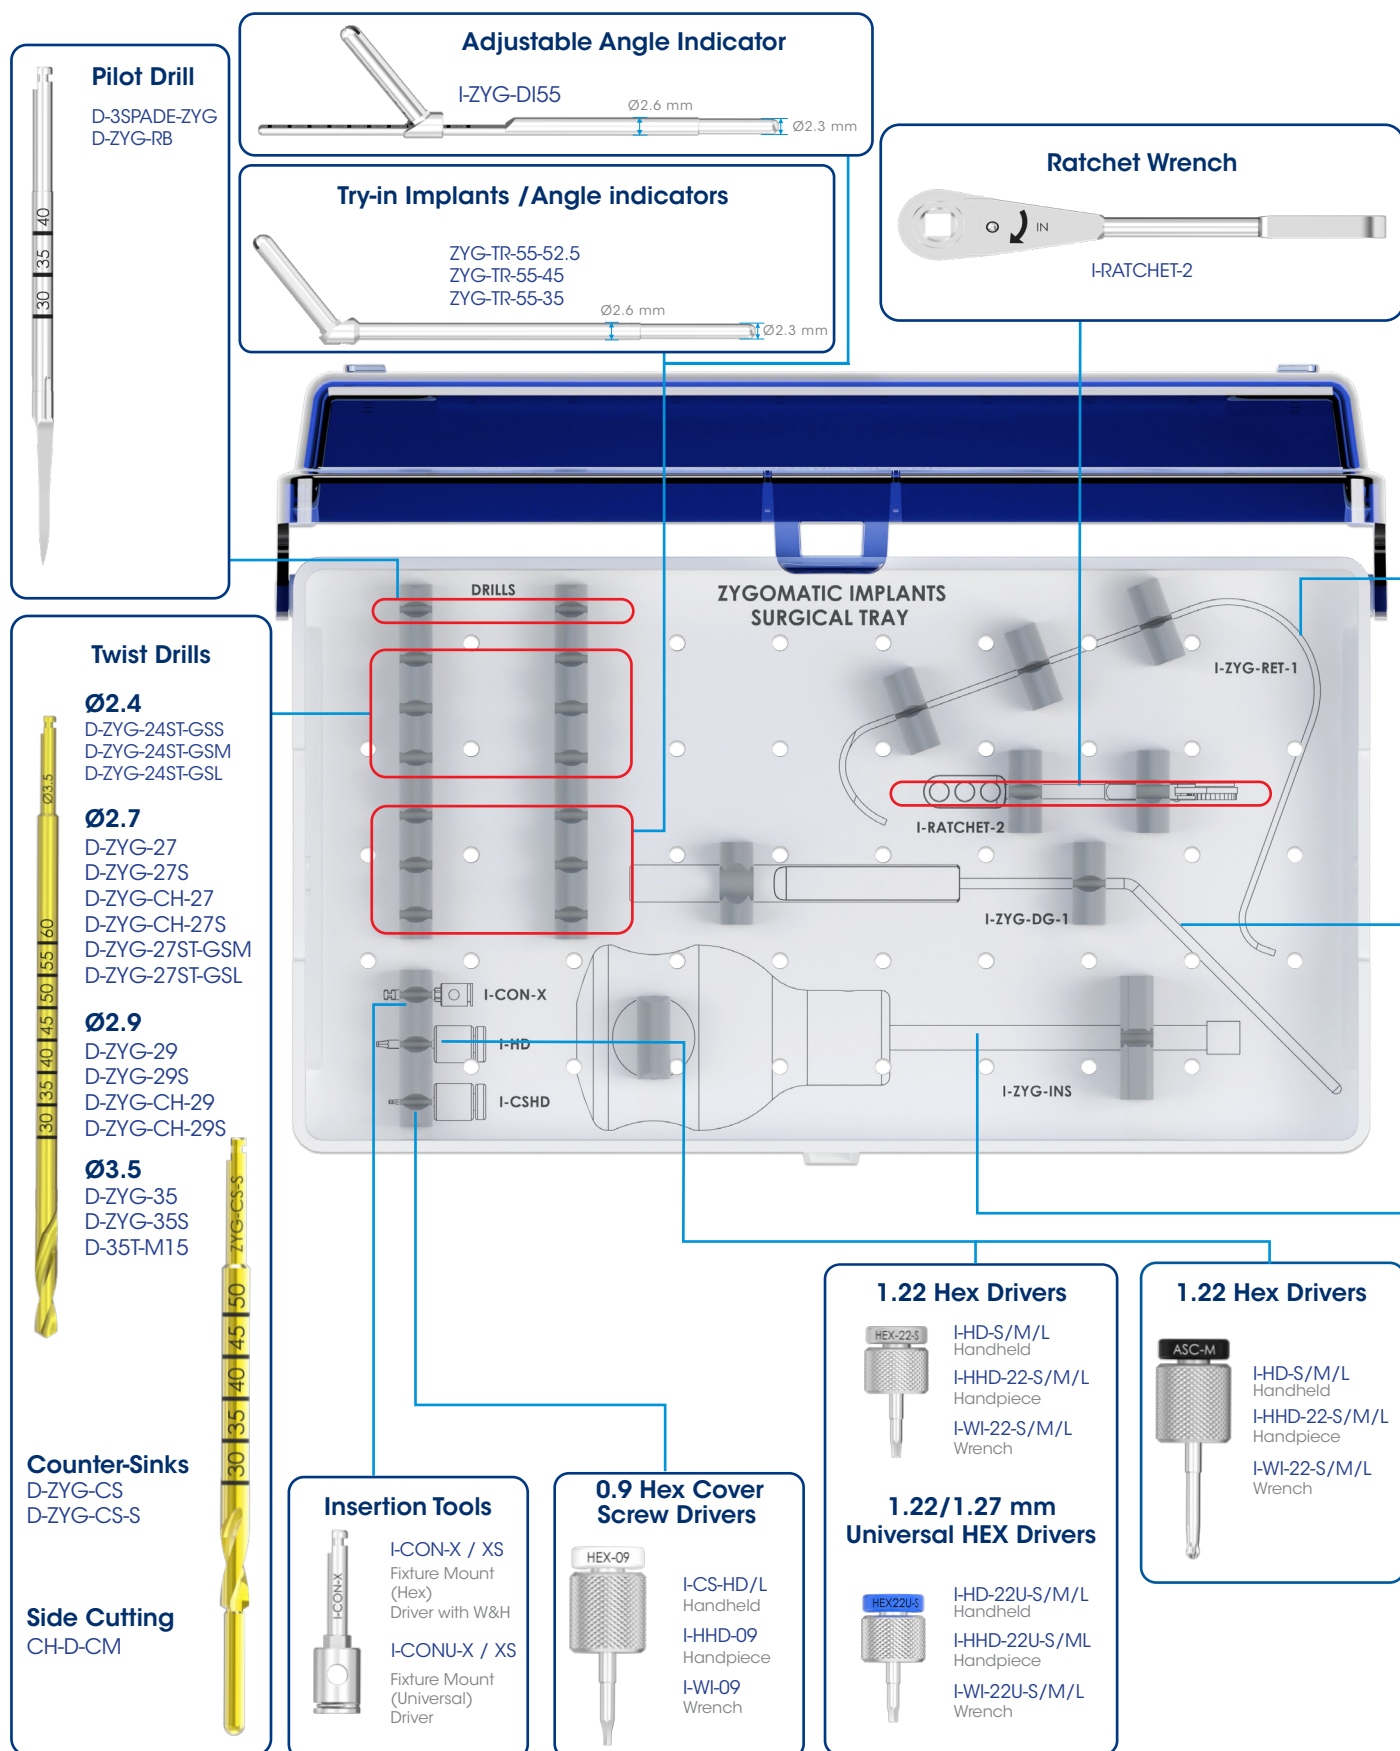 Pilot Drill
D-3SPADE-ZYG
D-ZYG-RB
30 35 40
Adjustable Angle Indicator
I-ZYG-DI55
Ø2.6 mm
Ø2.3 mm
Try-in Implants /Angle indicators
ZYG-TR-55-52.5
ZYG-TR-55-45
ZYG-TR-55-35
Ø2.6 mm
Ø2.3 mm
Ratchet Wrench
IN
I-RATCHET-2
DRILLS
ZYGOMATIC IMPLANTS
SURGICAL TRAY
I-ZYG-RET-1
I-RATCHET-2
I-ZYG-DG-1
I-CON-X
I-HD
I-CSHD
I-ZYG-INS
Twist Drills
Ø2.4
D-ZYG-24ST-GSS
D-ZYG-24ST-GSM
D-ZYG-24ST-GSL
Ø2.7
D-ZYG-27
D-ZYG-27S
D-ZYG-CH-27
D-ZYG-CH-27S
D-ZYG-27ST-GSM
D-ZYG-27ST-GSL
Ø2.9
D-ZYG-29
D-ZYG-29S
D-ZYG-CH-29
D-ZYG-CH-29S
Ø3.5
D-ZYG-35
D-ZYG-35S
D-35T-M15
30 35 40 45 50 55 60
Ø3.5
Counter-Sinks
D-ZYG-CS
D-ZYG-CS-S
Side Cutting
CH-D-CM
30 35 40 45 50
ZYG-CS-S
Insertion Tools
I-CON-X
I-CON-X / XS
Fixture Mount
(Hex)
Driver with W&H
I-CONU-X / XS
Fixture Mount
(Universal)
Driver
0.9 Hex Cover
Screw Drivers
HEX-09
I-CS-HD/L
Handheld
I-HHD-09
Handpiece
I-WI-09
Wrench
1.22 Hex Drivers
HEX-22-S
I-HD-S/M/L
Handheld
I-HHD-22-S/M/L
Handpiece
I-WI-22-S/M/L
Wrench
1.22/1.27 mm
Universal HEX Drivers
HEX22U-S
I-HD-22U-S/M/L
Handheld
I-HHD-22U-S/ML
Handpiece
I-WI-22U-S/M/L
Wrench
1.22 Hex Drivers
ASC-M
I-HD-S/M/L
Handheld
I-HHD-22-S/M/L
Handpiece
I-WI-22-S/M/L
Wrench